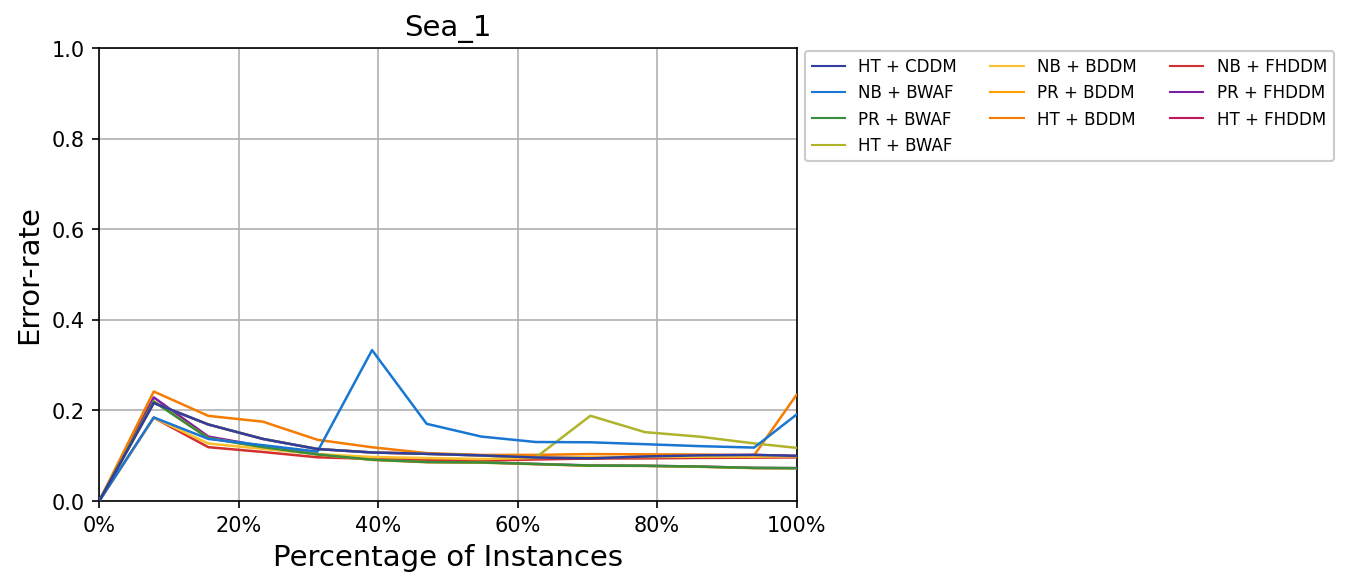 Sea_1
1.0
0.8
0.6
0.4
0.2
0.0
Error-rate
0% 20% 40% 60% 80% 100%
Percentage of Instances
HT + CDDM
NB + BWAF
PR + BWAF
HT + BWAF
NB + BDDM
PR + BDDM
HT + BDDM
NB + FHDDM
PR + FHDDM
HT + FHDDM